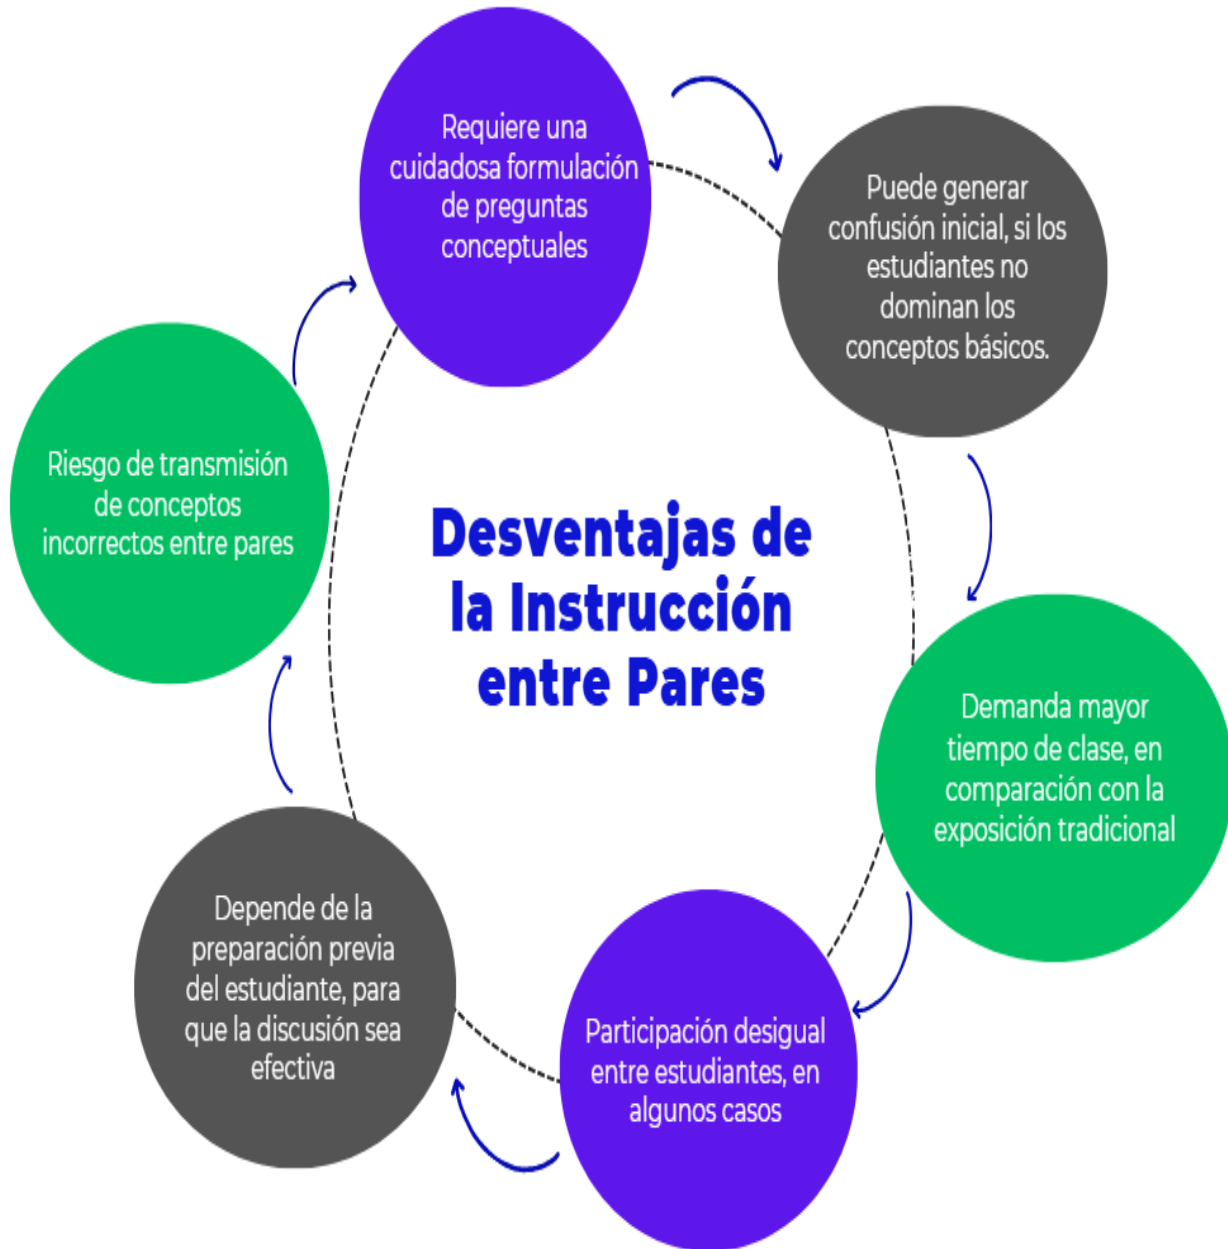 Requiere una
cuidadosa formulación
de preguntas
conceptuales
Puede generar
confusión inicial, si los
estudiantes no
dominan los
conceptos básicos.
Demanda mayor
tiempo de clase, en
comparación con la
exposición tradicional
Participación desigual
entre estudiantes, en
algunos casos
Depende de la
preparación previa
del estudiante, para
que la discusión sea
efectiva
Riesgo de transmisión
de conceptos
incorrectos entre pares
Desventajas de
la Instrucción
entre Pares